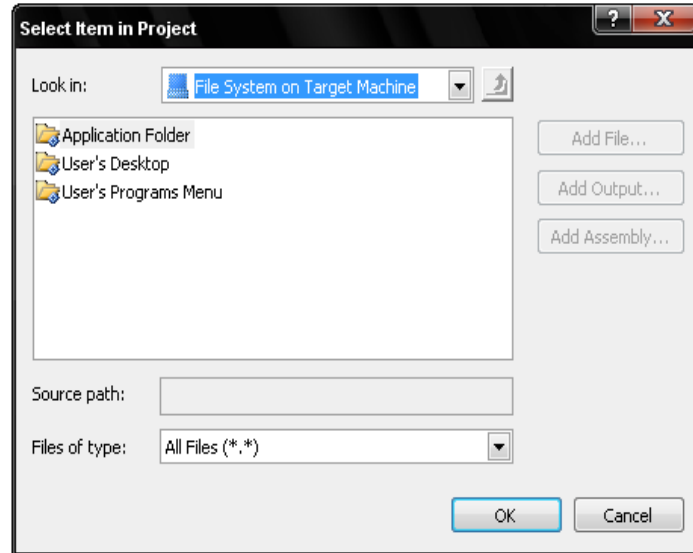 Select Item in Project
?
X
Look in:
File System on Target Machine
Application Folder
User's Desktop
User's Programs Menu
Add File...
Add Output...
Add Assembly...
Source path:
Files of type:
All Files (*.*)
OK
Cancel